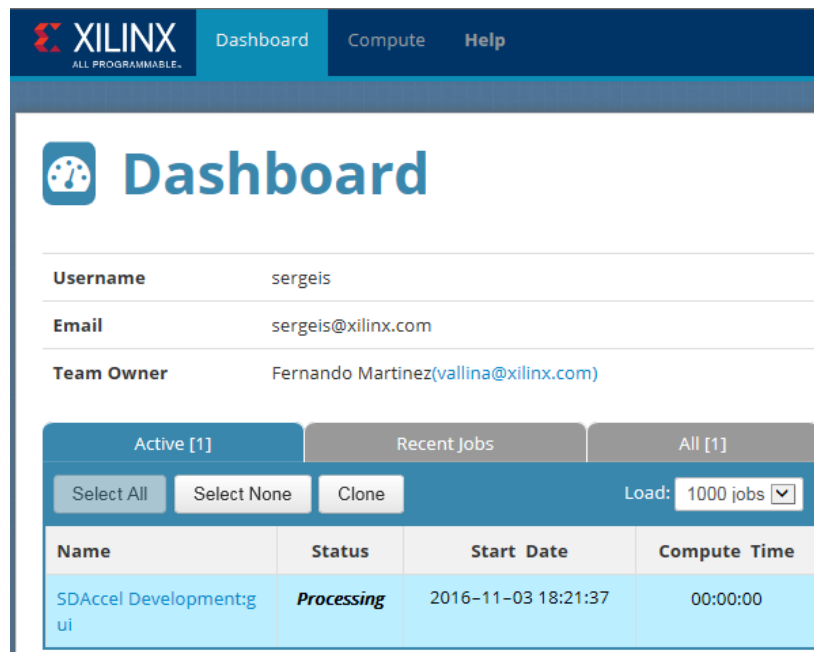 XILINX
ALL PROGRAMMABLE™
Dashboard Compute Help
Dashboard
Username sergeis
Email sergeis@xilinx.com
Team Owner Fernando Martinez(vallina@xilinx.com)
Active [1] Recent Jobs All [1]
Select All Select None Clone Load: 1000 jobs
Name Status Start Date Compute Time
SDAccel Development:g Processing 2016-11-03 18:21:37 00:00:00
ui